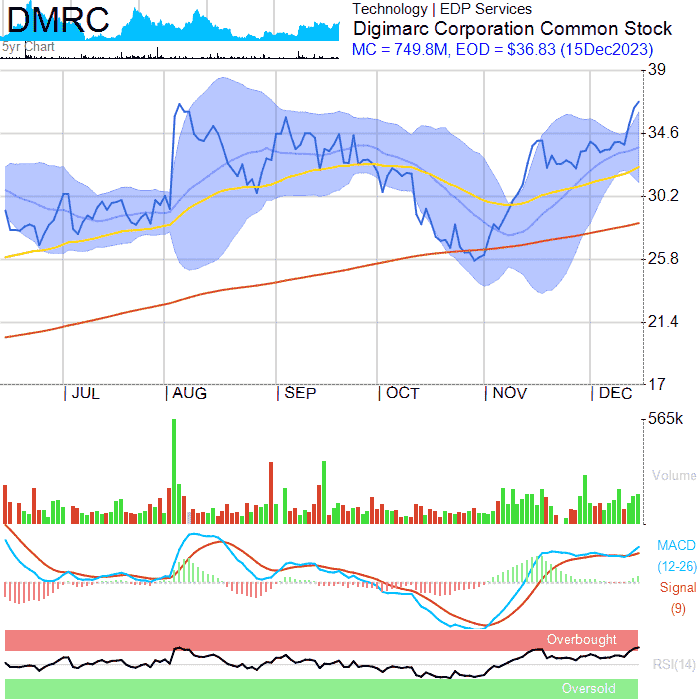 DMRC
Technology | EDP Services
Digimarc Corporation Common Stock
MC = 749.8M, EOD = $36.83 (15Dec2023)
5yr Chart
39
34.6
30.2
25.8
21.4
17
| JUL | AUG | SEP | OCT | NOV | DEC
565k
Volume
MACD
(12-26)
Signal
(9)
Overbought
RSI(14)
Oversold